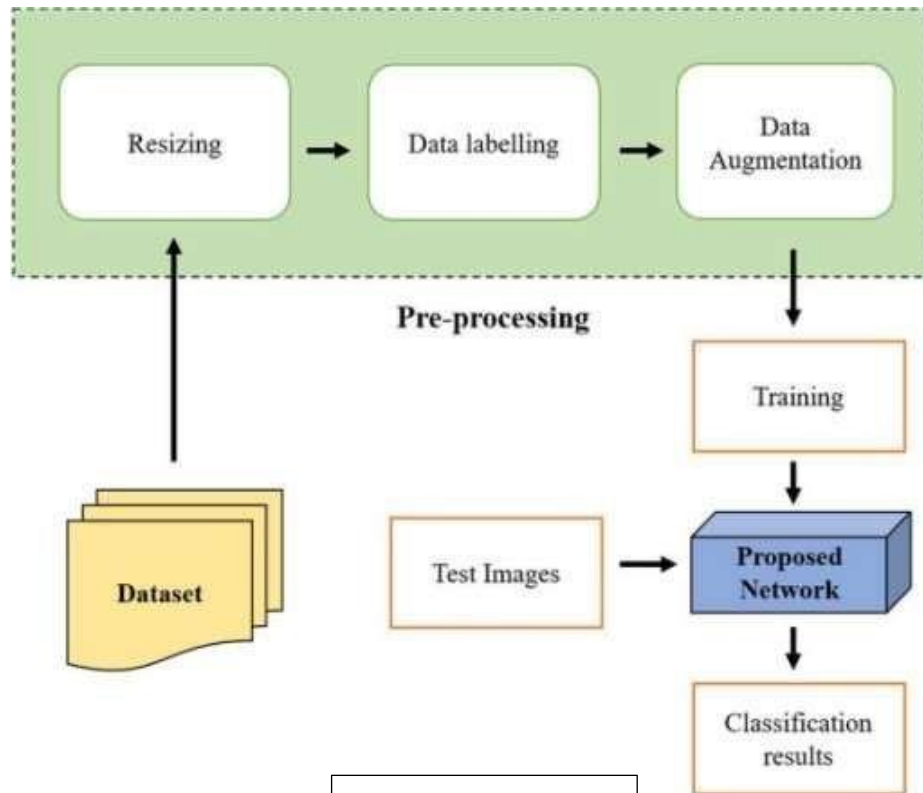 Resizing
Data labelling
Data
Augmentation
Pre-processing
Training
Dataset
Test Images
Proposed
Network
Classification
results